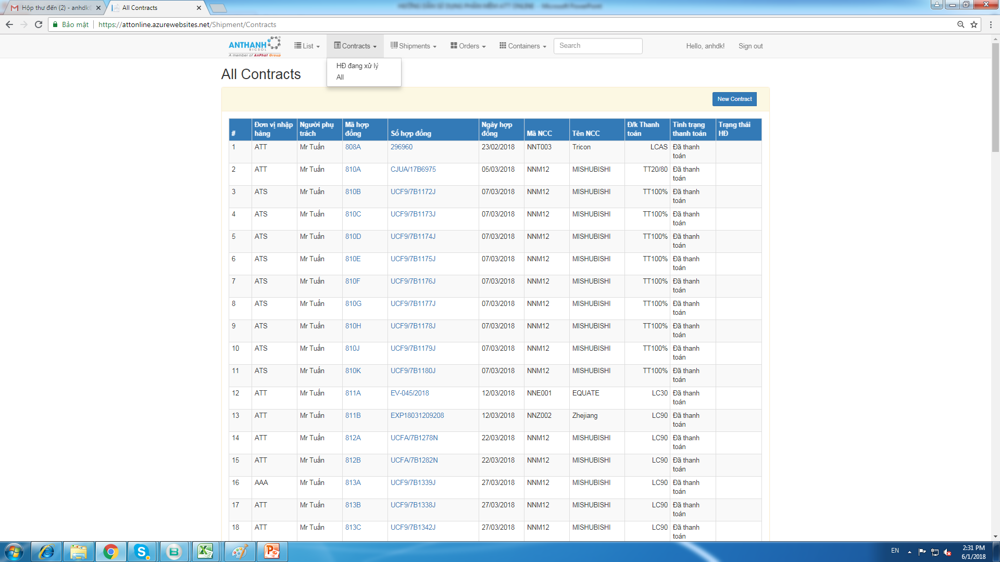 HƯỚNG DẪN SỬ DỤNG PHẦN MỀM ATT ONLINE - Microsoft PowerPoint
Hộp thư đến (2) - anhdk
All Contracts
Bảo mật https://attonline.azurewebsites.net/Shipment/Contracts
ANTHANH
BICSOL
A member of AnPhat Group
List Contracts Shipments Orders Containers Search Hello, anhdk! Sign out
HĐ đang xử lý
All
All Contracts
New Contract
# Đơn vị nhập hàng Người phụ trách Mã hợp đồng Số hợp đồng Ngày hợp đồng Mã NCC Tên NCC Đ/k Thanh toán Tình trạng thanh toán Trạng thái HĐ
1 ATT Mr Tuấn 808A 296960 23/02/2018 NNT003 Tricon LCAS Đã thanh toán
2 ATT Mr Tuấn 810A CJUA/17B6975 05/03/2018 NNM12 MISHUBISHI TT20/80 Đã thanh toán
3 ATS Mr Tuấn 810B UCF9/7B1172J 07/03/2018 NNM12 MISHUBISHI TT100% Đã thanh toán
4 ATS Mr Tuấn 810C UCF9/7B1173J 07/03/2018 NNM12 MISHUBISHI TT100% Đã thanh toán
5 ATS Mr Tuấn 810D UCF9/7B1174J 07/03/2018 NNM12 MISHUBISHI TT100% Đã thanh toán
6 ATS Mr Tuấn 810E UCF9/7B1175J 07/03/2018 NNM12 MISHUBISHI TT100% Đã thanh toán
7 ATS Mr Tuấn 810F UCF9/7B1176J 07/03/2018 NNM12 MISHUBISHI TT100% Đã thanh toán
8 ATS Mr Tuấn 810G UCF9/7B1177J 07/03/2018 NNM12 MISHUBISHI TT100% Đã thanh toán
9 ATS Mr Tuấn 810H UCF9/7B1178J 07/03/2018 NNM12 MISHUBISHI TT100% Đã thanh toán
10 ATS Mr Tuấn 810J UCF9/7B1179J 07/03/2018 NNM12 MISHUBISHI TT100% Đã thanh toán
11 ATS Mr Tuấn 810K UCF9/7B1180J 07/03/2018 NNM12 MISHUBISHI TT100% Đã thanh toán
12 ATT Mr Tuấn 811A EV-045/2018 12/03/2018 NNE001 EQUATE LC30 Đã thanh toán
13 ATT Mr Tuấn 811B EXP18031209208 12/03/2018 NNZ002 Zhejiang LC90 Đã thanh toán
14 ATT Mr Tuấn 812A UCFA/7B1278N 22/03/2018 NNM12 MISHUBISHI LC90 Đã thanh toán
15 ATT Mr Tuấn 812B UCFA/7B1282N 22/03/2018 NNM12 MISHUBISHI LC90 Đã thanh toán
16 AAA Mr Tuấn 813A UCF9/7B1339J 27/03/2018 NNM12 MISHUBISHI LC90 Đã thanh toán
17 ATT Mr Tuấn 813B UCF9/7B1338J 27/03/2018 NNM12 MISHUBISHI LC90 Đã thanh toán
18 ATT Mr Tuấn 813C UCF9/7B1342J 27/03/2018 NNM12 MISHUBISHI LC90 Đã thanh toán
EN 2:31 PM
6/1/2018